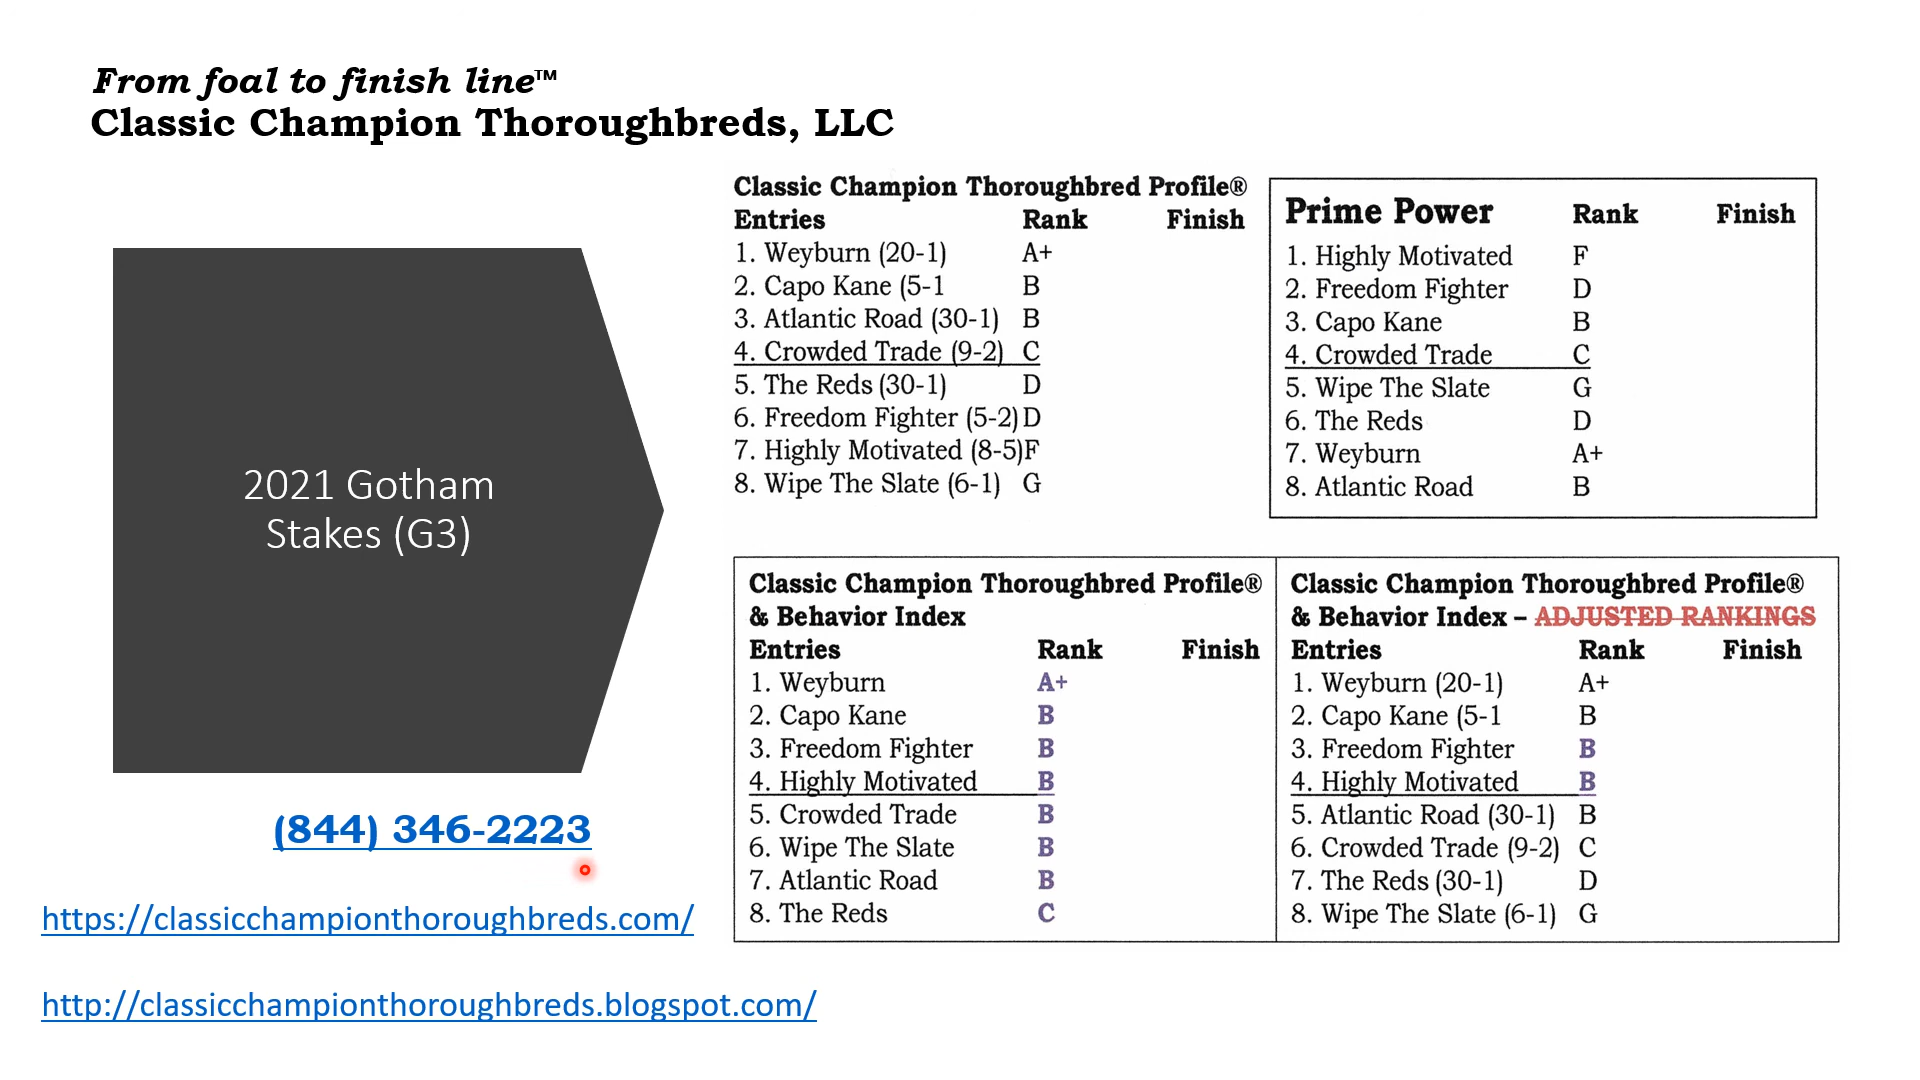 From foal to finish line™
Classic Champion Thoroughbreds, LLC
2021 Gotham
Stakes (G3)
(844) 346-2223
https://classicchampionthoroughbreds.com/
http://classicchampionthoroughbreds.blogspot.com/
Classic Champion Thoroughbred Profile®
Entries Rank Finish
1. Weyburn (20-1) A+
2. Capo Kane (5-1 B
3. Atlantic Road (30-1) B
4. Crowded Trade (9-2) C
5. The Reds (30-1) D
6. Freedom Fighter (5-2) D
7. Highly Motivated (8-5)F
8. Wipe The Slate (6-1) G
Prime Power Rank Finish
1. Highly Motivated F
2. Freedom Fighter D
3. Capo Kane B
4. Crowded Trade C
5. Wipe The Slate G
6. The Reds D
7. Weyburn A+
8. Atlantic Road B
Classic Champion Thoroughbred Profile®
& Behavior Index
Entries Rank Finish
1. Weyburn A+
2. Capo Kane B
3. Freedom Fighter B
4. Highly Motivated B
5. Crowded Trade B
6. Wipe The Slate B
7. Atlantic Road B
8. The Reds C
Classic Champion Thoroughbred Profile®
& Behavior Index – ADJUSTED RANKINGS
Entries Rank Finish
1. Weyburn (20-1) A+
2. Capo Kane (5-1 B
3. Freedom Fighter B
4. Highly Motivated B
5. Atlantic Road (30-1) B
6. Crowded Trade (9-2) C
7. The Reds (30-1) D
8. Wipe The Slate (6-1) G